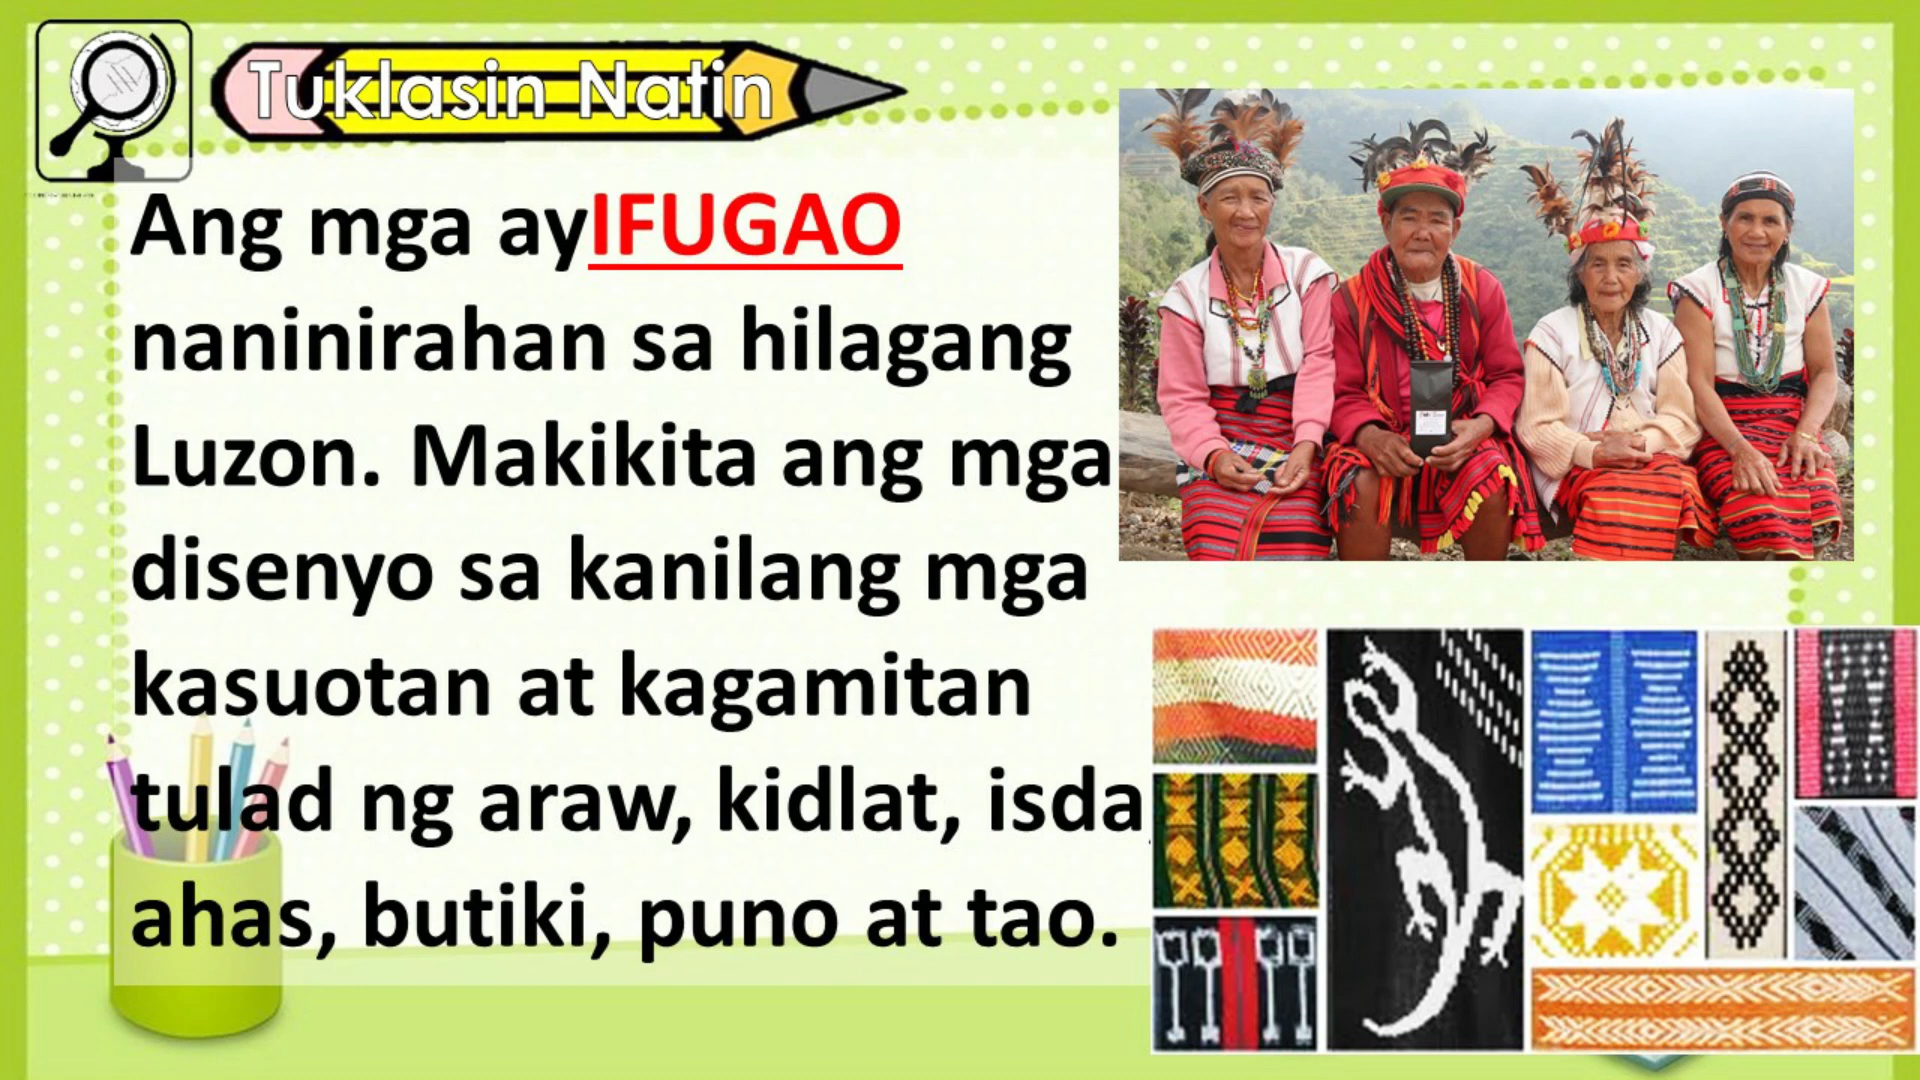 Tuklasin Natin
Ang mga ayIFUGAO
naninirahan sa hilagang
Luzon. Makikita ang mga
disenyo sa kanilang mga
kasuotan at kagamitan
tulad ng araw, kidlat, isda,
ahas, butiki, puno at tao.